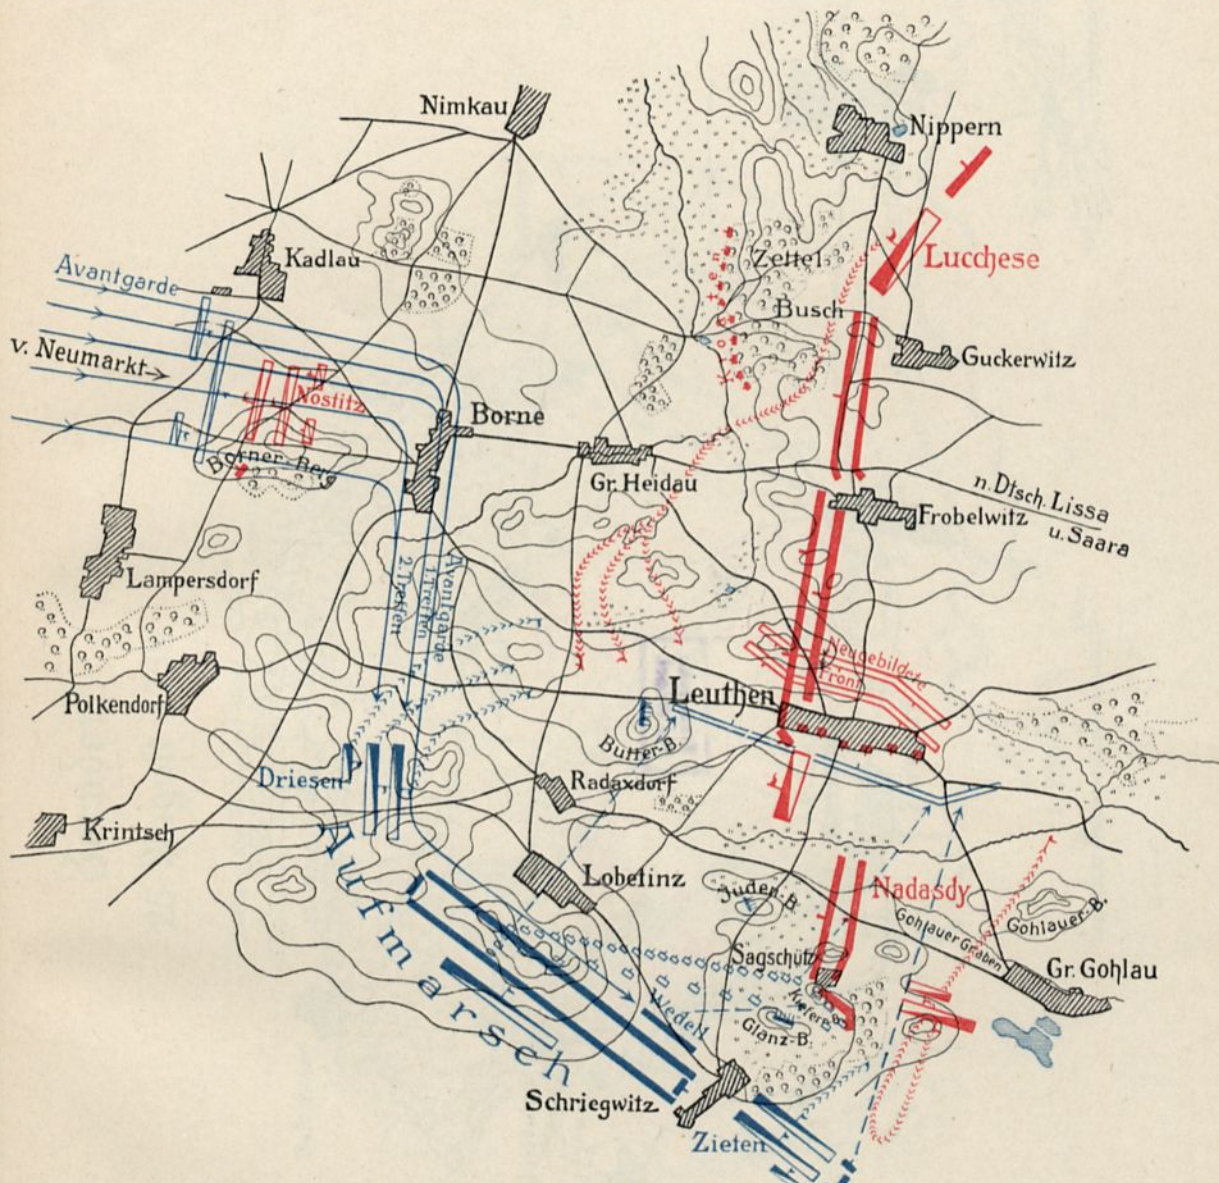 Nimkau
Nippern
Kadlau
Zettel
Busch
Lucchese
Avantgarde
v. Neumarkt
Kroaten
Guckerwitz
Nostitz
Borne
Borner-Berg
Gr. Heidau
n. Dtsch. Lissa
u. Saara
Frobelwitz
Lampersdorf
2. Treffen
1. Treffen
Avantgarde
Neugebildete
Front
Polkendorf
Leuthen
Butter-B.
Driesen
Radaxdorf
Krintsch
Aufmarsch
Lobetinz
Juden-B.
Nadasdy
Gohlauer Graben
Gohlauer-B.
Sagschütz
Gr. Gohlau
Kiefern-B.
Wedell
Glanz-B.
Schriegwitz
Zieten